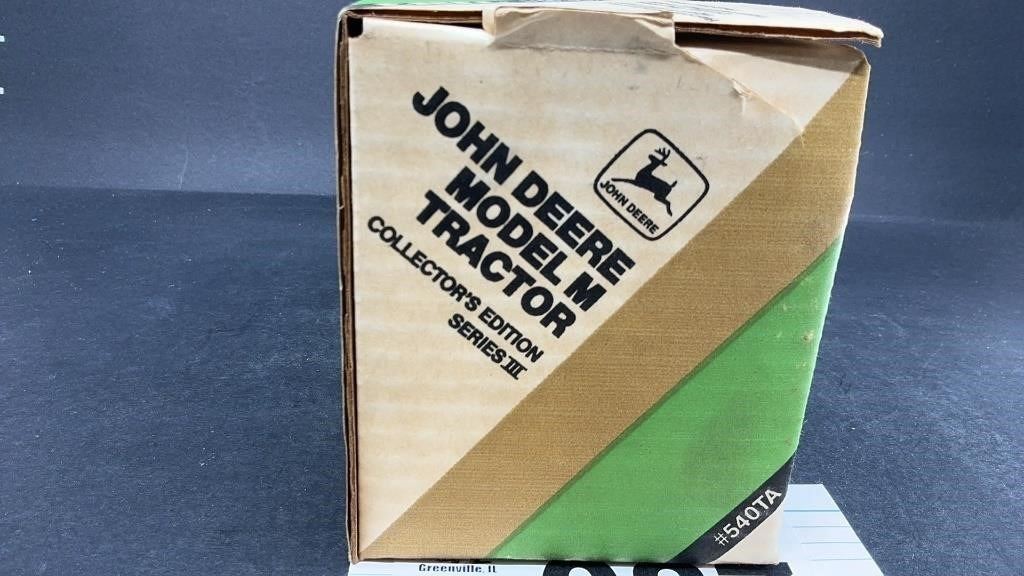 JOHN DEERE
MODEL M
TRACTOR
COLLECTOR'S EDITION
SERIES III
JOHN DEERE
#540TA
Greenville, IL